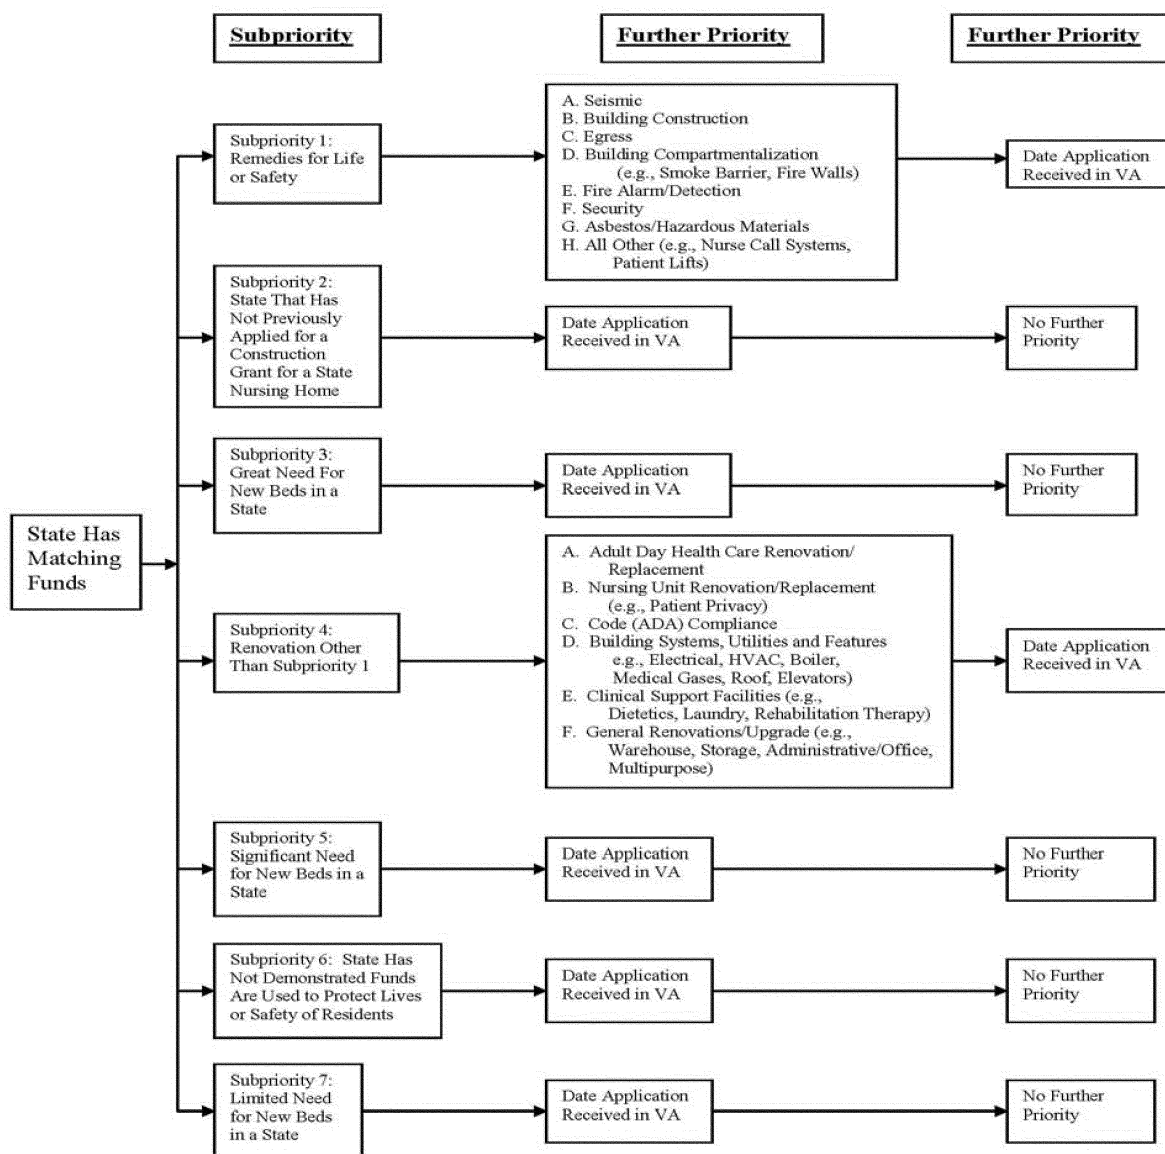 Subpriority
Further Priority
Further Priority
Subpriority 1:
Remedies for Life
or Safety
A. Seismic
B. Building Construction
C. Egress
D. Building Compartmentalization
(e.g., Smoke Barrier, Fire Walls)
E. Fire Alarm/Detection
F. Security
G. Asbestos/Hazardous Materials
H. All Other (e.g., Nurse Call Systems,
Patient Lifts)
Date Application
Received in VA
Subpriority 2:
State That Has
Not Previously
Applied for a
Construction
Grant for a State
Nursing Home
Date Application
Received in VA
No Further
Priority
Subpriority 3:
Great Need For
New Beds in a
State
Date Application
Received in VA
No Further
Priority
State Has
Matching
Funds
Subpriority 4:
Renovation Other
Than Subpriority 1
A. Adult Day Health Care Renovation/
Replacement
B. Nursing Unit Renovation/Replacement
(e.g., Patient Privacy)
C. Code (ADA) Compliance
D. Building Systems, Utilities and Features
e.g., Electrical, HVAC, Boiler,
Medical Gases, Roof, Elevators)
E. Clinical Support Facilities (e.g.,
Dietetics, Laundry, Rehabilitation Therapy)
F. General Renovations/Upgrade (e.g.,
Warehouse, Storage, Administrative/Office,
Multipurpose)
Date Application
Received in VA
Subpriority 5:
Significant Need
for New Beds in a
State
Date Application
Received in VA
No Further
Priority
Subpriority 6: State Has
Not Demonstrated Funds
Are Used to Protect Lives
or Safety of Residents
Date Application
Received in VA
No Further
Priority
Subpriority 7:
Limited Need
for New Beds
in a State
Date Application
Received in VA
No Further
Priority